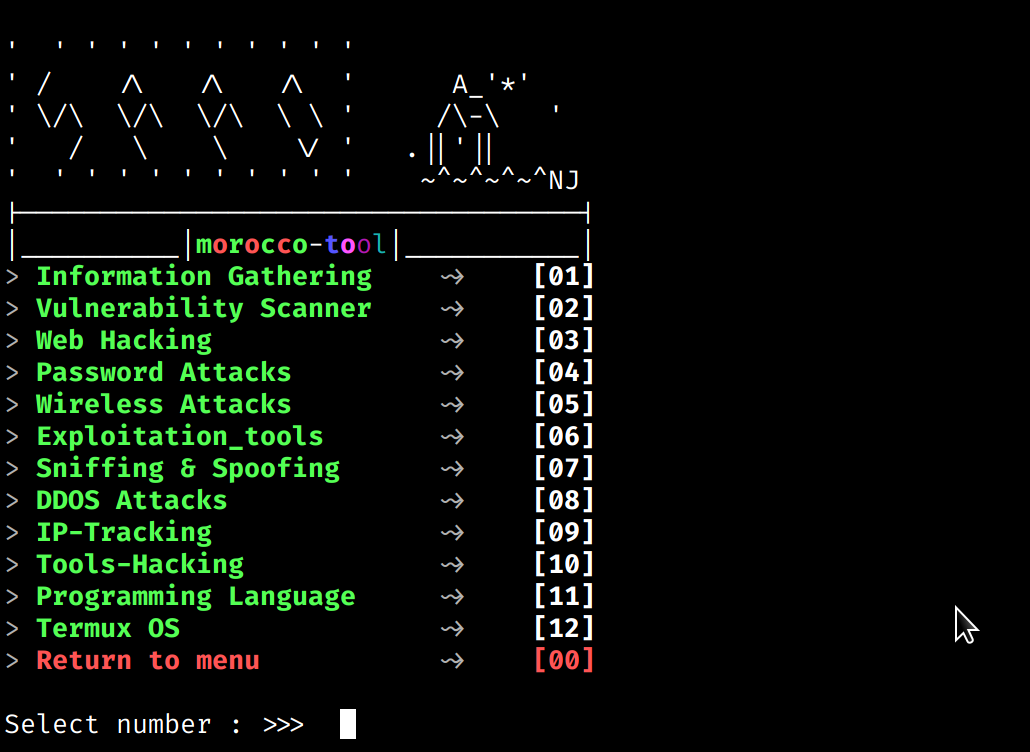 ' ' ' ' ' ' ' ' ' ' '
' / /\ /\ /\ ' A_'*'
' \/\ \/\ \/\ \ \ ' /\-\ '
' / \ \ \/ ' .||'||
' ' ' ' ' ' ' ' ' ' ' ~^~^~^~^NJ
|morocco-tool|
> Information Gathering ⤳ [01]
> Vulnerability Scanner ⤳ [02]
> Web Hacking ⤳ [03]
> Password Attacks ⤳ [04]
> Wireless Attacks ⤳ [05]
> Exploitation_tools ⤳ [06]
> Sniffing & Spoofing ⤳ [07]
> DDOS Attacks ⤳ [08]
> IP-Tracking ⤳ [09]
> Tools-Hacking ⤳ [10]
> Programming Language ⤳ [11]
> Termux OS ⤳ [12]
> Return to menu ⤳ [00]
Select number : >>>